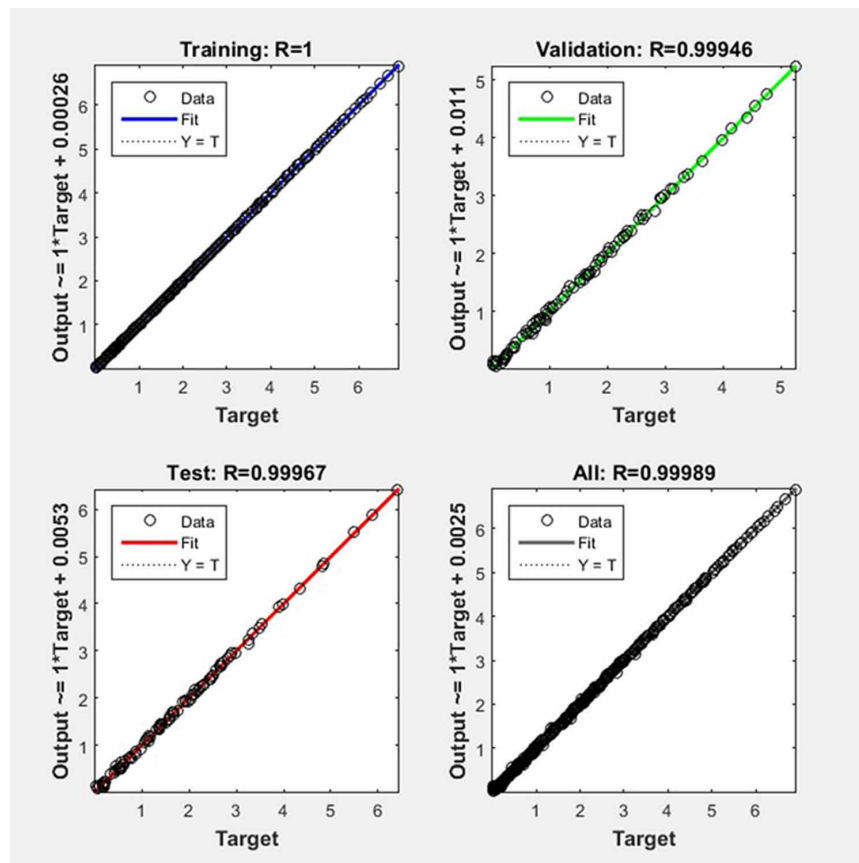 Training: R=1
Output ~= 1*Target + 0.00026
6
5
4
3
2
1
Data
Fit
Y = T
1 2 3 4 5 6
Target
Validation: R=0.99946
Output ~= 1*Target + 0.011
5
4
3
2
1
Data
Fit
Y = T
1 2 3 4 5
Target
Test: R=0.99967
Output ~= 1*Target + 0.0053
6
5
4
3
2
1
Data
Fit
Y = T
1 2 3 4 5 6
Target
All: R=0.99989
Output ~= 1*Target + 0.0025
6
5
4
3
2
1
Data
Fit
Y = T
1 2 3 4 5 6
Target